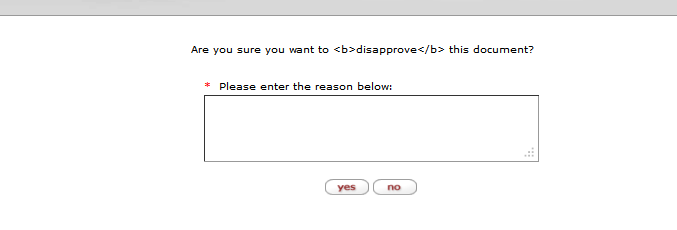 Are you sure you want to <b>disapprove</b> this document?
* Please enter the reason below:
yes no